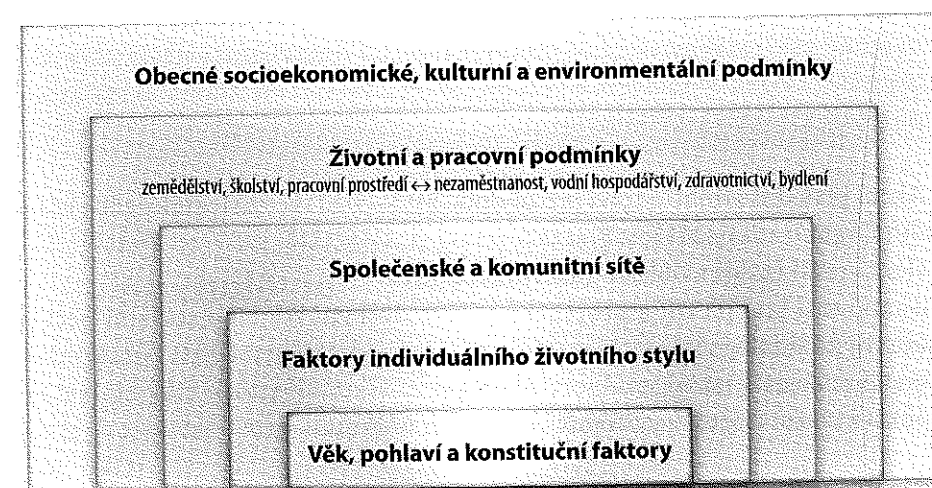 Obecné socioekonomické, kulturní a environmentální podmínky
Životní a pracovní podmínky
zemědělství, školství, pracovní prostředí ↔ nezaměstnanost, vodní hospodářství, zdravotnictví, bydlení
Společenské a komunitní sítě
Faktory individuálního životního stylu
Věk, pohlaví a konstituční faktory